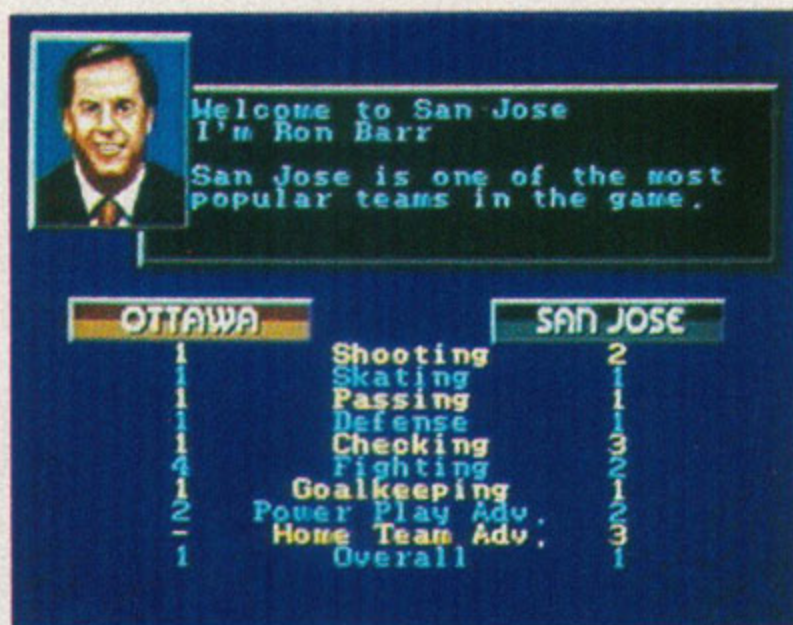 Welcome to San Jose
I'm Ron Barr
San Jose is one of the most
popular teams in the game.
OTTAWA SAN JOSE
1 Shooting 2
1 Skating 1
1 Passing 1
1 Defense 1
1 Checking 3
4 Fighting 2
1 Goalkeeping 1
2 Power Play Adv. 2
- Home Team Adv. 3
1 Overall 1